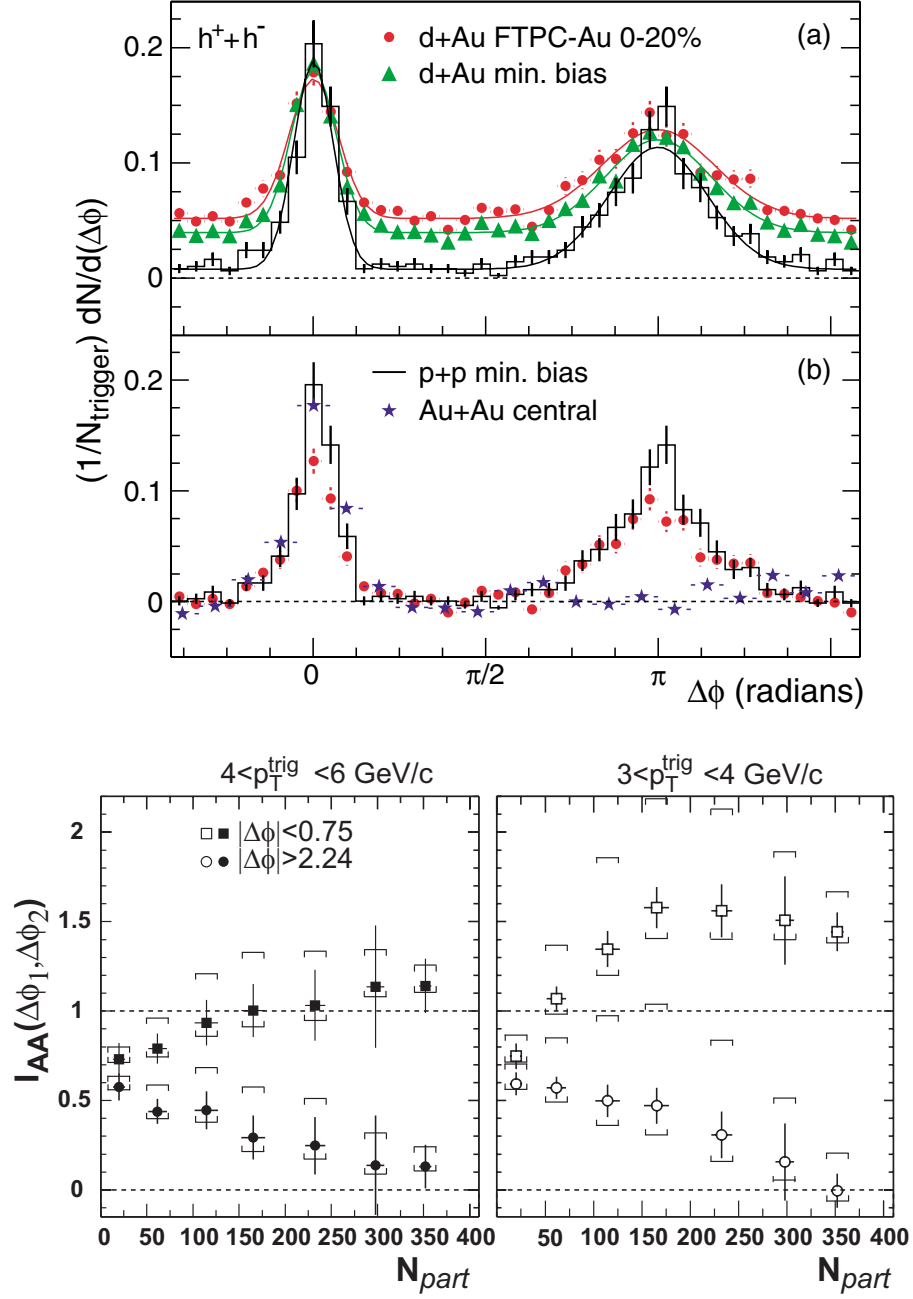 h⁺+h⁻
d+Au FTPC-Au 0-20%
(a)
d+Au min. bias
0.2
0.1
0
(1/N_trigger) dN/d(Δϕ)
p+p min. bias
(b)
Au+Au central
0.2
0.1
0
0
π/2
π
Δϕ (radians)
4<p_T^trig <6 GeV/c
3<p_T^trig <4 GeV/c
|Δϕ|<0.75
|Δϕ|>2.24
2
1.5
1
0.5
0
I_AA(Δϕ₁,Δϕ₂)
0 50 100 150 200 250 300 350 400
50 100 150 200 250 300 350 400
N_part
N_part